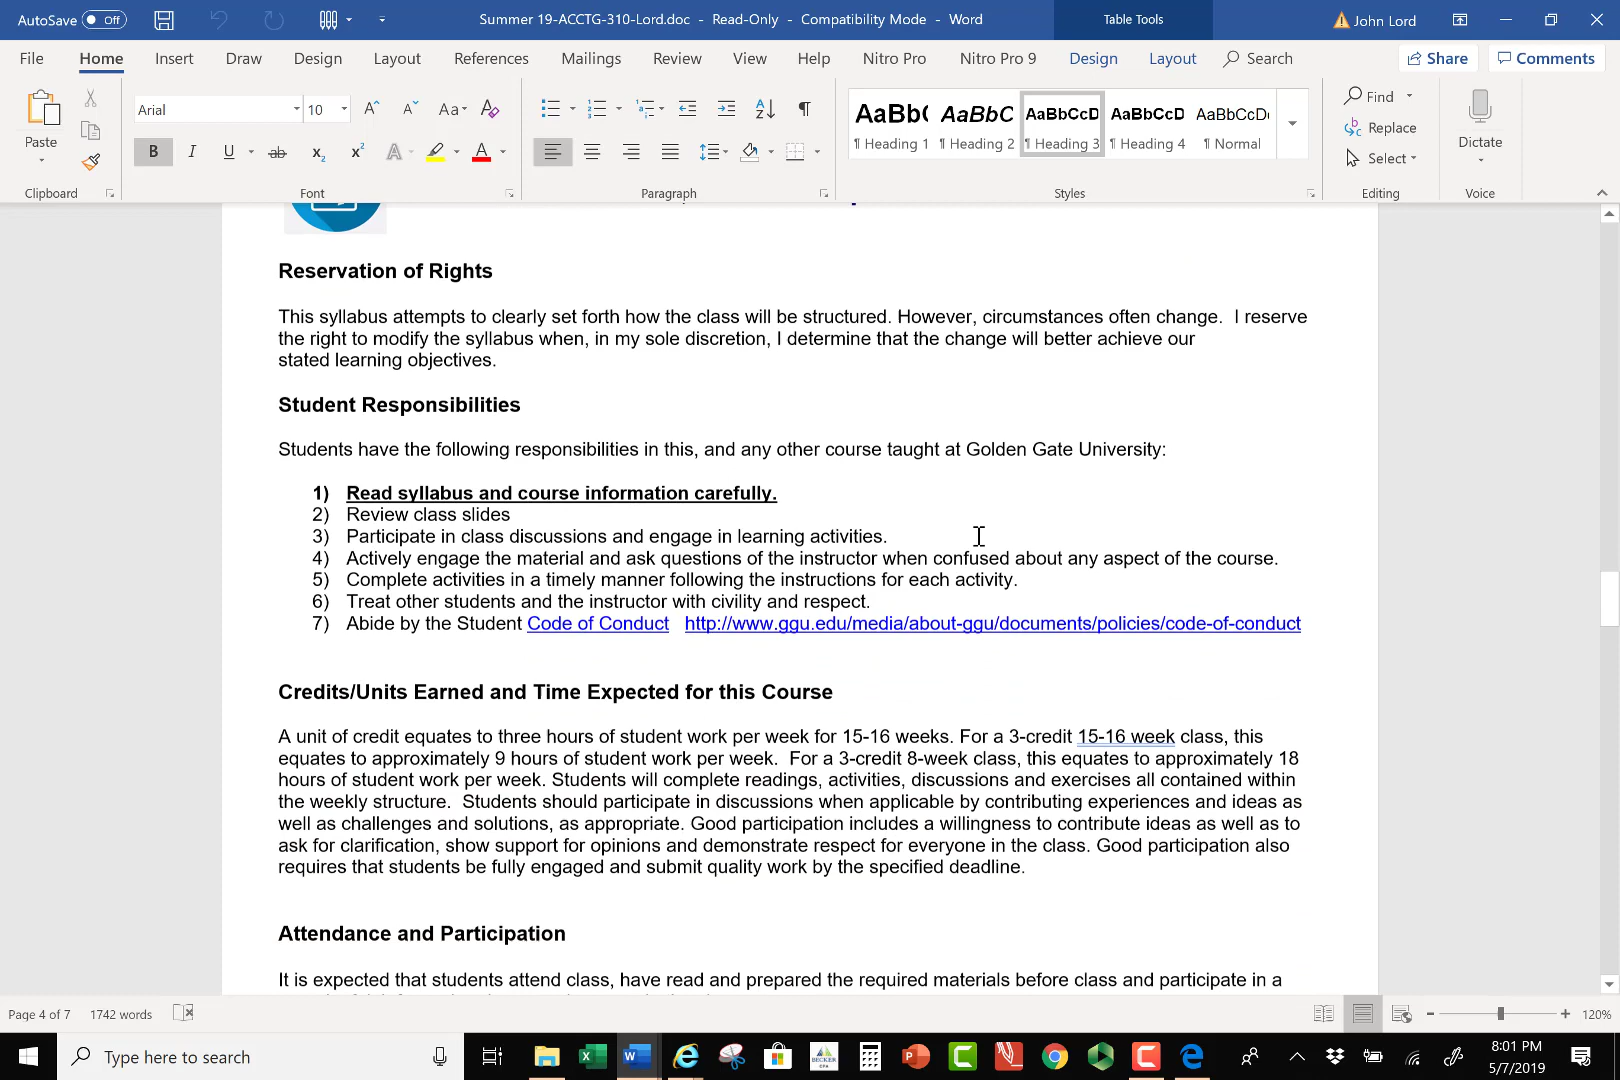 AutoSave Off Summer 19-ACCTG-310-Lord.doc - Read-Only - Compatibility Mode - Word Table Tools John Lord
File Home Insert Draw Design Layout References Mailings Review View Help Nitro Pro Nitro Pro 9 Design Layout Search Share Comments
Paste Arial 10 B I U ab x₂ x² A A Aa
AaBb( AaBbC AaBbCcD AaBbCcD AaBbCcD
¶ Heading 1 ¶ Heading 2 ¶ Heading 3 ¶ Heading 4 ¶ Normal
Find
Replace
Select
Dictate
Clipboard Font Paragraph Styles Editing Voice
Reservation of Rights
This syllabus attempts to clearly set forth how the class will be structured. However, circumstances often change. I reserve
the right to modify the syllabus when, in my sole discretion, I determine that the change will better achieve our
stated learning objectives.
Student Responsibilities
Students have the following responsibilities in this, and any other course taught at Golden Gate University:
1) Read syllabus and course information carefully.
2) Review class slides
3) Participate in class discussions and engage in learning activities.
4) Actively engage the material and ask questions of the instructor when confused about any aspect of the course.
5) Complete activities in a timely manner following the instructions for each activity.
6) Treat other students and the instructor with civility and respect.
7) Abide by the Student Code of Conduct http://www.ggu.edu/media/about-ggu/documents/policies/code-of-conduct
Credits/Units Earned and Time Expected for this Course
A unit of credit equates to three hours of student work per week for 15-16 weeks. For a 3-credit 15-16 week class, this
equates to approximately 9 hours of student work per week. For a 3-credit 8-week class, this equates to approximately 18
hours of student work per week. Students will complete readings, activities, discussions and exercises all contained within
the weekly structure. Students should participate in discussions when applicable by contributing experiences and ideas as
well as challenges and solutions, as appropriate. Good participation includes a willingness to contribute ideas as well as to
ask for clarification, show support for opinions and demonstrate respect for everyone in the class. Good participation also
requires that students be fully engaged and submit quality work by the specified deadline.
Attendance and Participation
It is expected that students attend class, have read and prepared the required materials before class and participate in a
Page 4 of 7 1742 words 120%
Type here to search 8:01 PM
5/7/2019